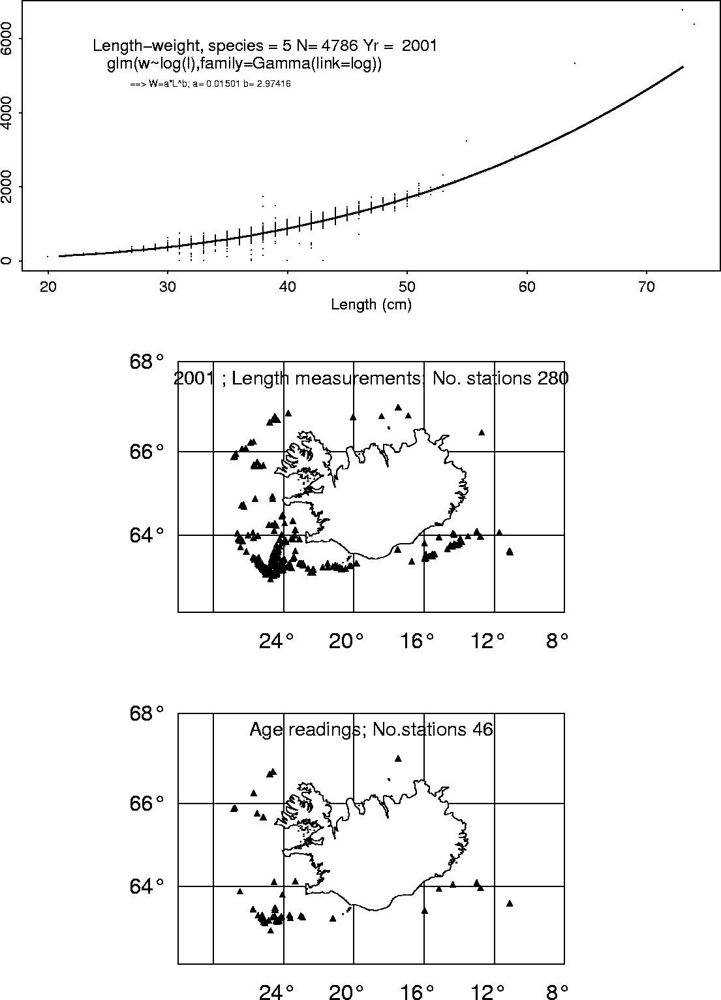 6000
4000
2000
0
Length-weight, species = 5 N= 4786 Yr =  2001
glm(w~log(l),family=Gamma(link=log))
==> W=a*L^b; a= 0.01501 b= 2.97416
20 30 40 50 60 70
Length (cm)
68°
2001 ; Length measurements; No. stations 280
66°
64°
24° 20° 16° 12° 8°
68°
Age readings; No.stations 46
66°
64°
24° 20° 16° 12° 8°